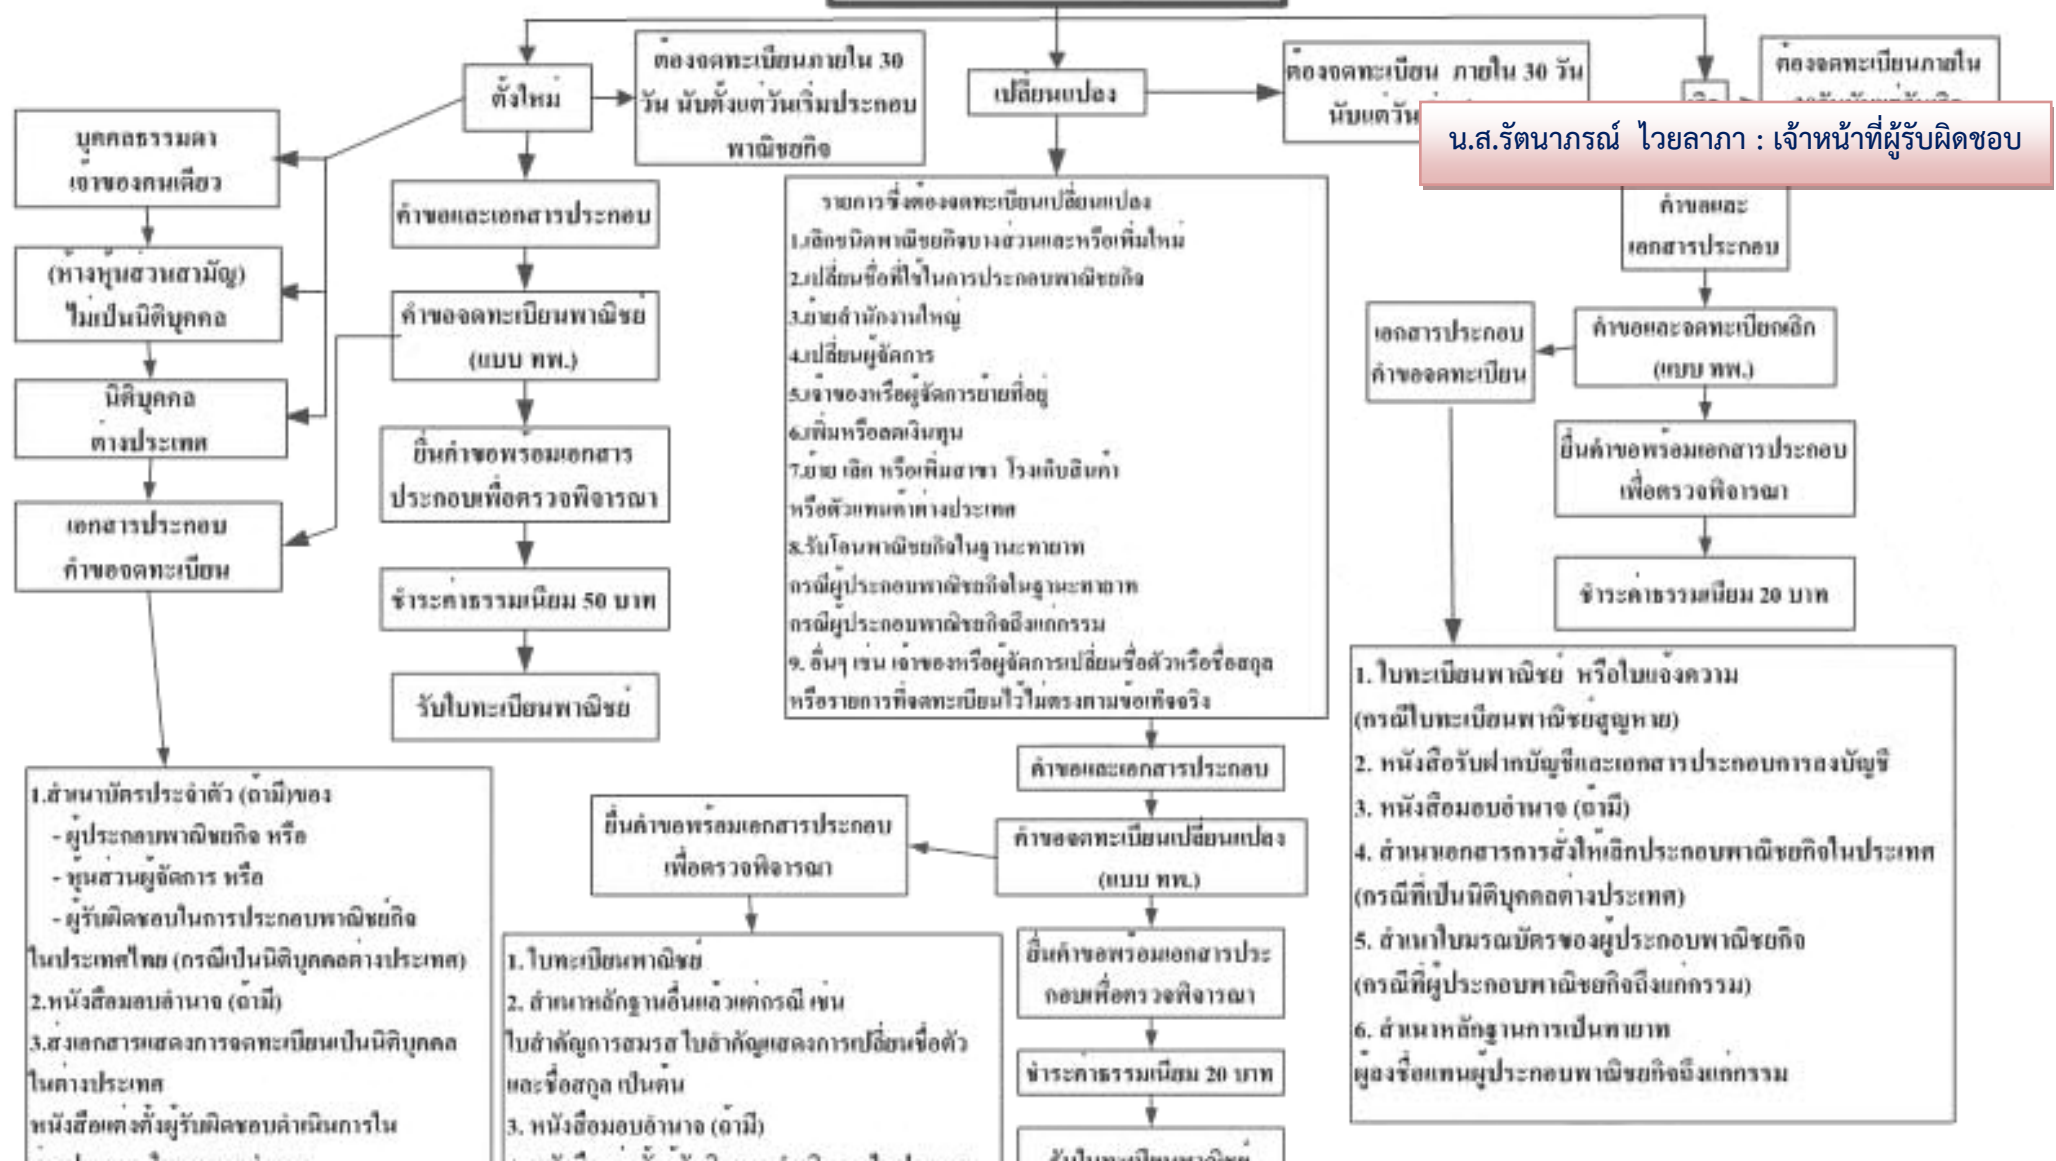 ตั้งใหม่
ต้องจดทะเบียนภายใน 30
วัน นับตั้งแต่วันเริ่มประกอบ
พาณิชยกิจ
เปลี่ยนแปลง
ต้องจดทะเบียน ภายใน 30 วัน
นับแต่วัน
ต้องจดทะเบียนภายใน
น.ส.รัตนาภรณ์ ไวยลาภา : เจ้าหน้าที่ผู้รับผิดชอบ
บุคคลธรรมดา
เจ้าของคนเดียว
(ห้างหุ้นส่วนสามัญ)
ไม่เป็นนิติบุคคล
นิติบุคคล
ต่างประเทศ
เอกสารประกอบ
คำขอจดทะเบียน
1.สำเนาบัตรประจำตัว (ถ้ามี)ของ
- ผู้ประกอบพาณิชยกิจ หรือ
- หุ้นส่วนผู้จัดการ หรือ
- ผู้รับผิดชอบในการประกอบพาณิชย์กิจ
ในประเทศไทย (กรณีเป็นนิติบุคคลต่างประเทศ)
2.หนังสือมอบอำนาจ (ถ้ามี)
3.ส่งเอกสารแสดงการจดทะเบียนเป็นนิติบุคคล
ในต่างประเทศ
หนังสือแต่งตั้งผู้รับผิดชอบดำเนินการใน
คำขอและเอกสารประกอบ
คำขอจดทะเบียนพาณิชย์
(แบบ ทพ.)
ยื่นคำขอพร้อมเอกสาร
ประกอบเพื่อตรวจพิจารณา
ชำระค่าธรรมเนียม 50 บาท
รับใบทะเบียนพาณิชย์
รายการซึ่งต้องจดทะเบียนเปลี่ยนแปลง
1.เลิกชนิดพาณิชยกิจบางส่วนและหรือเพิ่มใหม่
2.เปลี่ยนชื่อที่ใช้ในการประกอบพาณิชยกิจ
3.ย้ายสำนักงานใหญ่
4.เปลี่ยนผู้จัดการ
5.เจ้าของหรือผู้จัดการย้ายที่อยู่
6.เพิ่มหรือลดเงินทุน
7.ย้าย เลิก หรือเพิ่มสาขา โรงเก็บสินค้า
หรือตัวแทนค้าต่างประเทศ
8.รับโอนพาณิชยกิจในฐานะทายาท
กรณีผู้ประกอบพาณิชยกิจในฐานะทายาท
กรณีผู้ประกอบพาณิชยกิจถึงแก่กรรม
9. อื่นๆ เช่น เจ้าของหรือผู้จัดการเปลี่ยนชื่อตัวหรือชื่อสกุล
หรือรายการที่จดทะเบียนไว้ไม่ตรงตามข้อเท็จจริง
คำขอและเอกสารประกอบ
คำขอจดทะเบียนเปลี่ยนแปลง
(แบบ ทพ.)
ยื่นคำขอพร้อมเอกสารประกอบ
เพื่อตรวจพิจารณา
1. ใบทะเบียนพาณิชย์
2. สำเนาหลักฐานอื่นแล้วแต่กรณี เช่น
ใบสำคัญการสมรส ใบสำคัญแสดงการเปลี่ยนชื่อตัว
และชื่อสกุล เป็นต้น
3. หนังสือมอบอำนาจ (ถ้ามี)
ยื่นคำขอพร้อมเอกสารประ
กอบเพื่อตรวจพิจารณา
ชำระค่าธรรมเนียม 20 บาท
รับใบทะเบียนพาณิชย์
คำขอและ
เอกสารประกอบ
คำขอและจดทะเบียกเลิก
(แบบ ทพ.)
เอกสารประกอบ
คำขอจดทะเบียน
ยื่นคำขอพร้อมเอกสารประกอบ
เพื่อตรวจพิจารณา
ชำระค่าธรรมเนียม 20 บาท
1. ใบทะเบียนพาณิชย์ หรือใบแจ้งความ
(กรณีใบทะเบียนพาณิชย์สูญหาย)
2. หนังสือรับฝากบัญชีและเอกสารประกอบการลงบัญชี
3. หนังสือมอบอำนาจ (ถ้ามี)
4. สำเนาเอกสารการสั่งให้เลิกประกอบพาณิชยกิจในประเทศ
(กรณีที่เป็นนิติบุคคลต่างประเทศ)
5. สำเนาใบมรณบัตรของผู้ประกอบพาณิชยกิจ
(กรณีที่ผู้ประกอบพาณิชยกิจถึงแก่กรรม)
6. สำเนาหลักฐานการเป็นทายาท
ผู้ลงชื่อแทนผู้ประกอบพาณิชยกิจถึงแก่กรรม